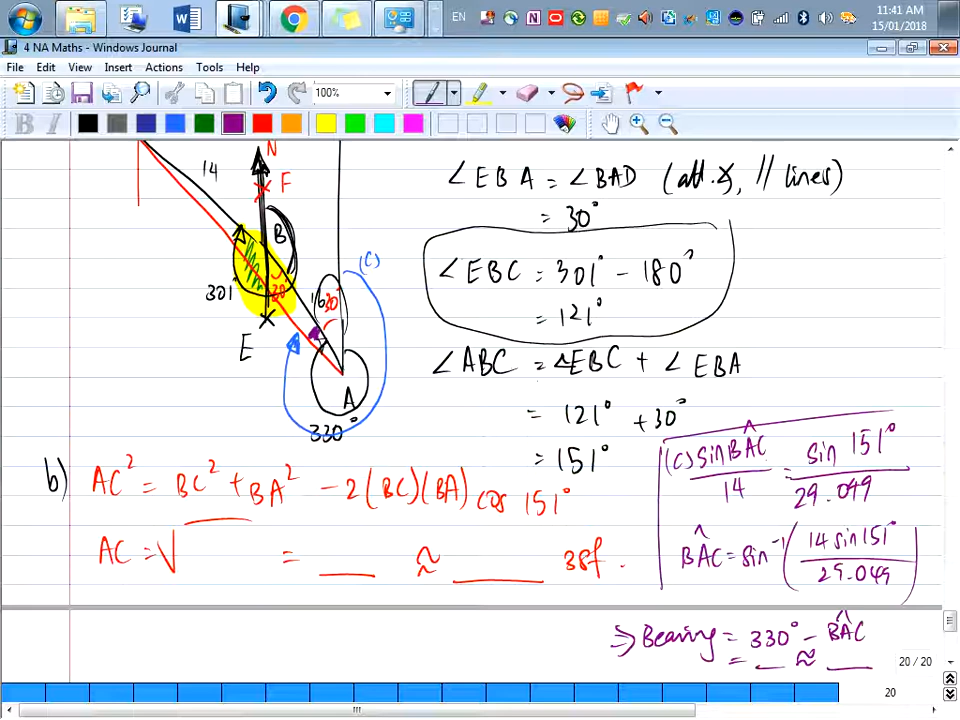 EN
11:41 AM
15/01/2018
4 NA Maths - Windows Journal
File Edit View Insert Actions Tools Help
100%
N
14
F
B
(C)
301°
30°
16
30°
E
A
330°
∠EBA = ∠BAD (alt.∠, // lines)
= 30°
∠EBC = 301° - 180°
= 121°
∠ABC = ∠EBC + ∠EBA
= 121° + 30°
= 151°
b) AC² = BC² + BA² - 2(BC)(BA) cos 151°
AC = √ = ___ ≈ ___ 3sf.
(C) sin BÂC / 14 = sin 151° / 29.049
BÂC = sin⁻¹ (14 sin 151° / 29.049)
⇒ Bearing = 330° - BÂC
= __ ≈ ___
20 / 20
20